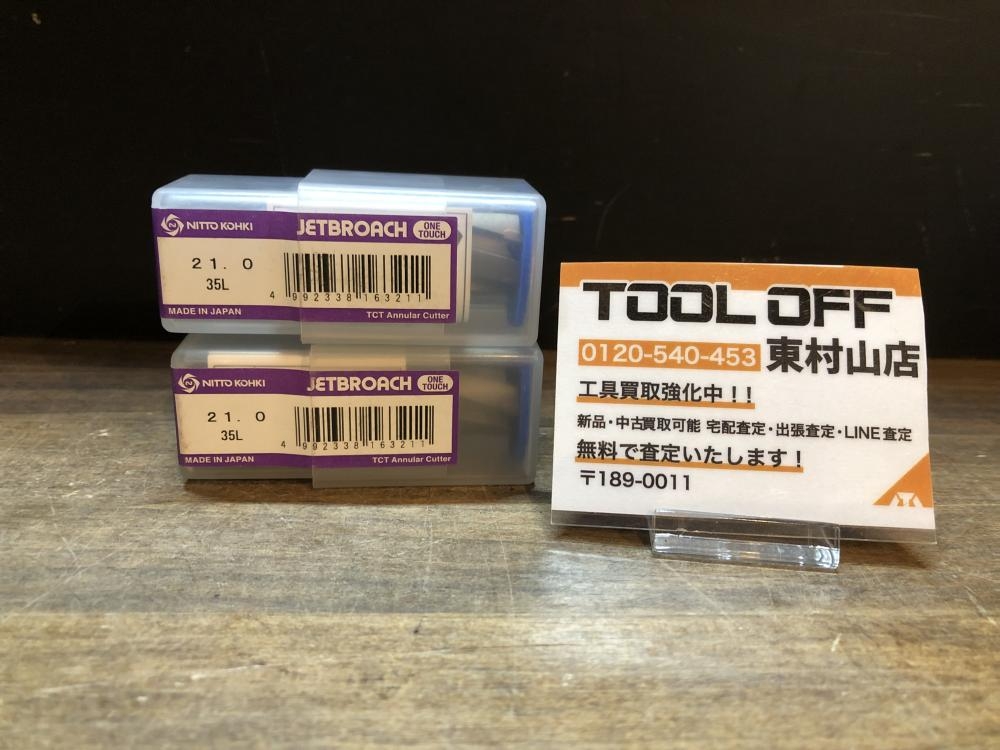 NITTO KOHKI JETBROACH ONE TOUCH
21.0
35L
4 992338 163211
MADE IN JAPAN TCT Annular Cutter
NITTO KOHKI JETBROACH ONE TOUCH
21.0
35L
4 992338 163211
MADE IN JAPAN TCT Annular Cutter
TOOL OFF
0120-540-453 東村山店
工具買取強化中！！
新品・中古買取可能 宅配査定・出張査定・LINE査定
無料で査定いたします！
〒189-0011